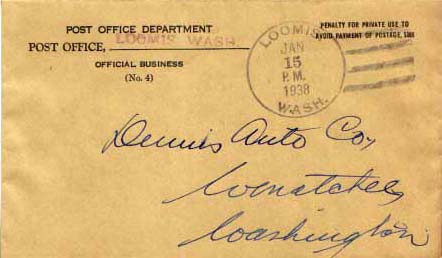 POST OFFICE DEPARTMENT
POST OFFICE, LOOMIS WASH.
OFFICIAL BUSINESS
(No. 4)
LOOMIS
JAN
15
P.M.
1938
WASH.
PENALTY FOR PRIVATE USE TO
AVOID PAYMENT OF POSTAGE, $300
Dennis Auto Coy
Wenatchee
Washington